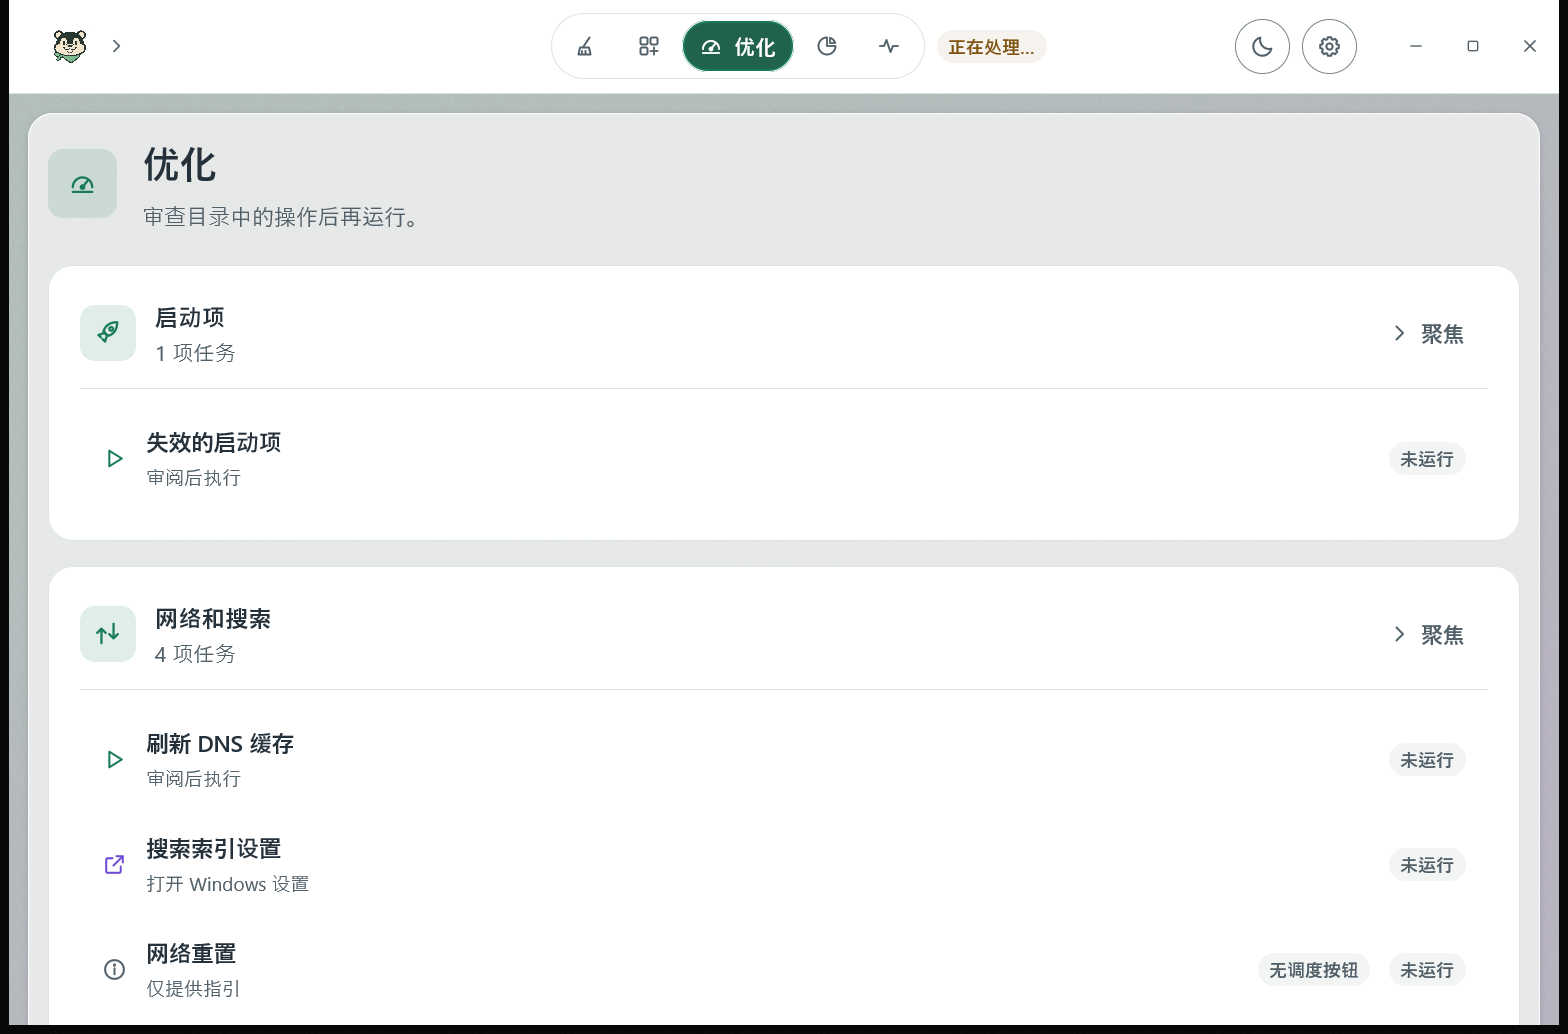 优化
正在处理...
优化
审查目录中的操作后再运行。
启动项
1 项任务
聚焦
失效的启动项
审阅后执行
未运行
网络和搜索
4 项任务
聚焦
刷新 DNS 缓存
审阅后执行
未运行
搜索索引设置
打开 Windows 设置
未运行
网络重置
仅提供指引
无调度按钮
未运行